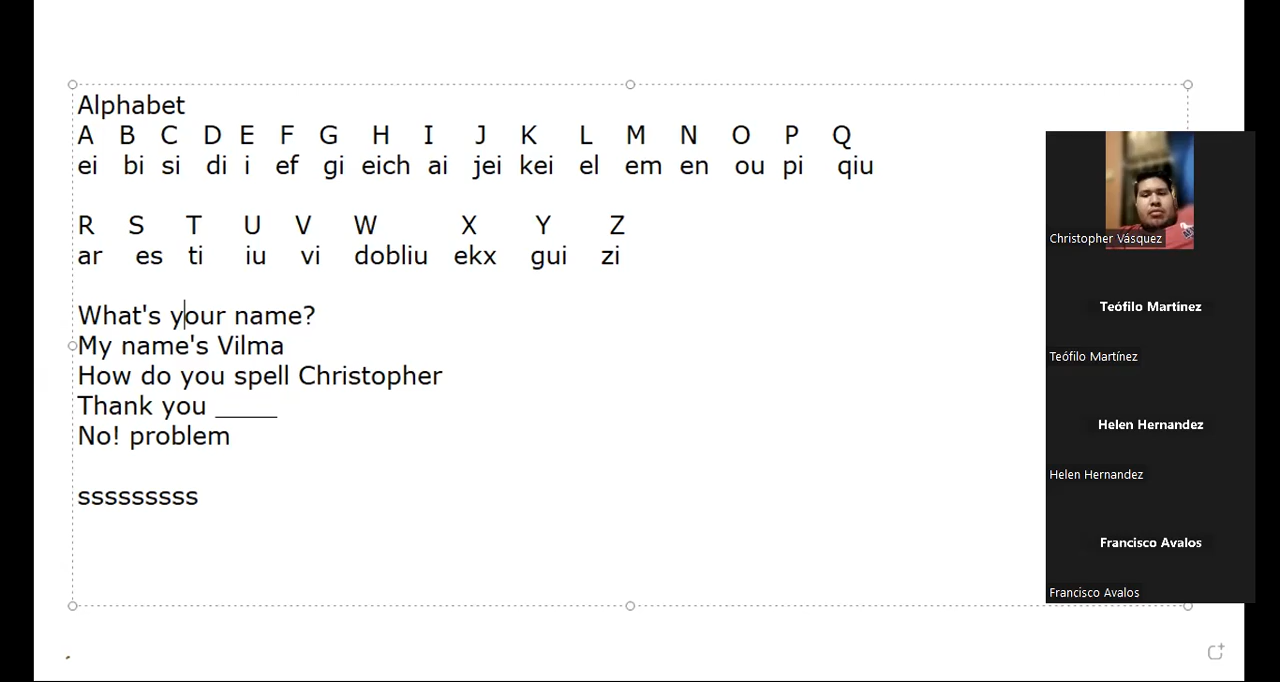 Alphabet
A B C D E F G H I J K L M N O P Q
ei bi si di i ef gi eich ai jei kei el em en ou pi qiu
R S T U V W X Y Z
ar es ti iu vi dobliu ekx gui zi
What's your name?
My name's Vilma
How do you spell Christopher
Thank you _____
No! problem
sssssssss
Christopher Vásquez
Teófilo Martínez
Teófilo Martínez
Helen Hernandez
Helen Hernandez
Francisco Avalos
Francisco Avalos